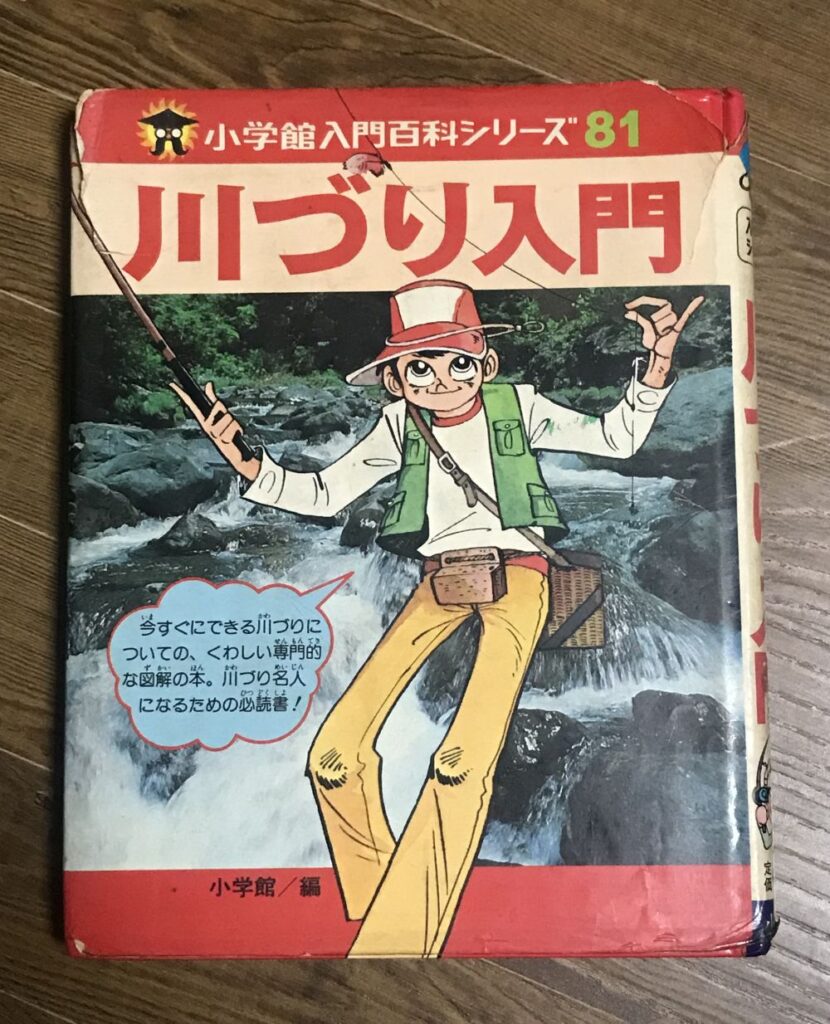 小学館入門百科シリーズ 81
川づり入門
今すぐにできる川づりに
ついての、くわしい専門的
な図解の本。川づり名人
になるための必読書!
小学館/編
定価